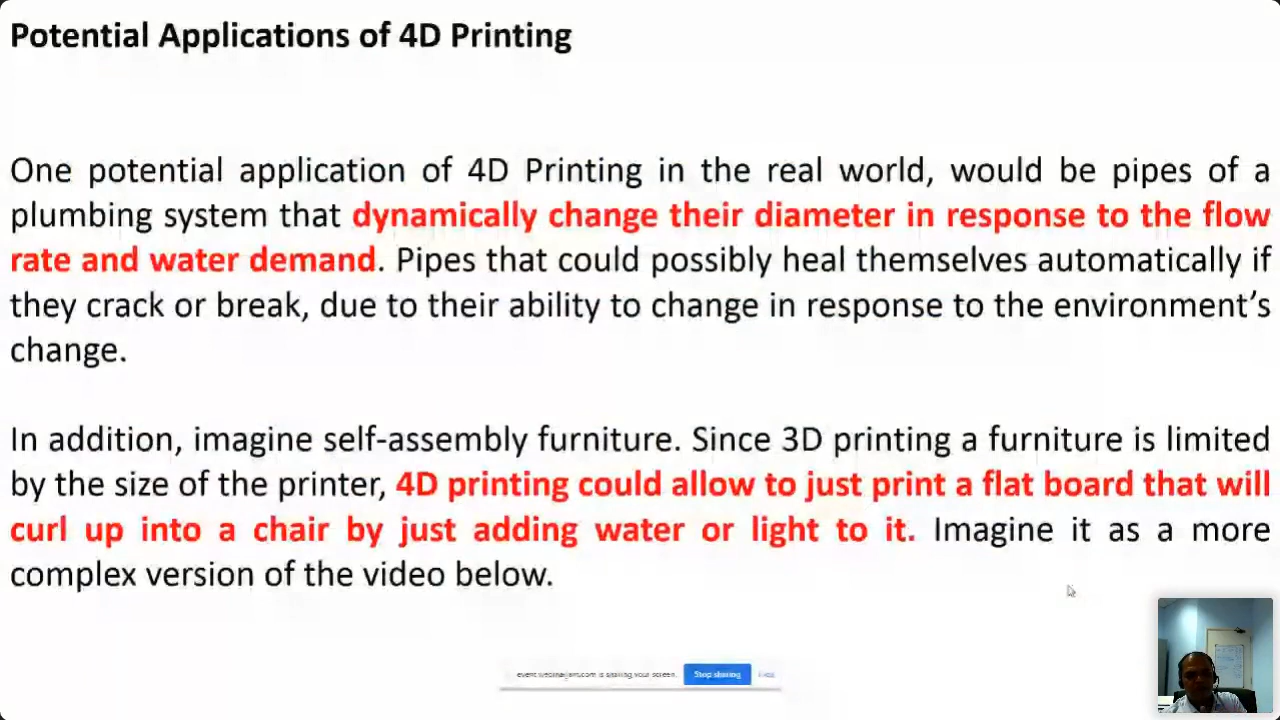 Potential Applications of 4D Printing
One potential application of 4D Printing in the real world, would be pipes of a
plumbing system that dynamically change their diameter in response to the flow
rate and water demand. Pipes that could possibly heal themselves automatically if
they crack or break, due to their ability to change in response to the environment’s
change.
In addition, imagine self-assembly furniture. Since 3D printing a furniture is limited
by the size of the printer, 4D printing could allow to just print a flat board that will
curl up into a chair by just adding water or light to it. Imagine it as a more
complex version of the video below.
is sharing your screen. Stop sharing